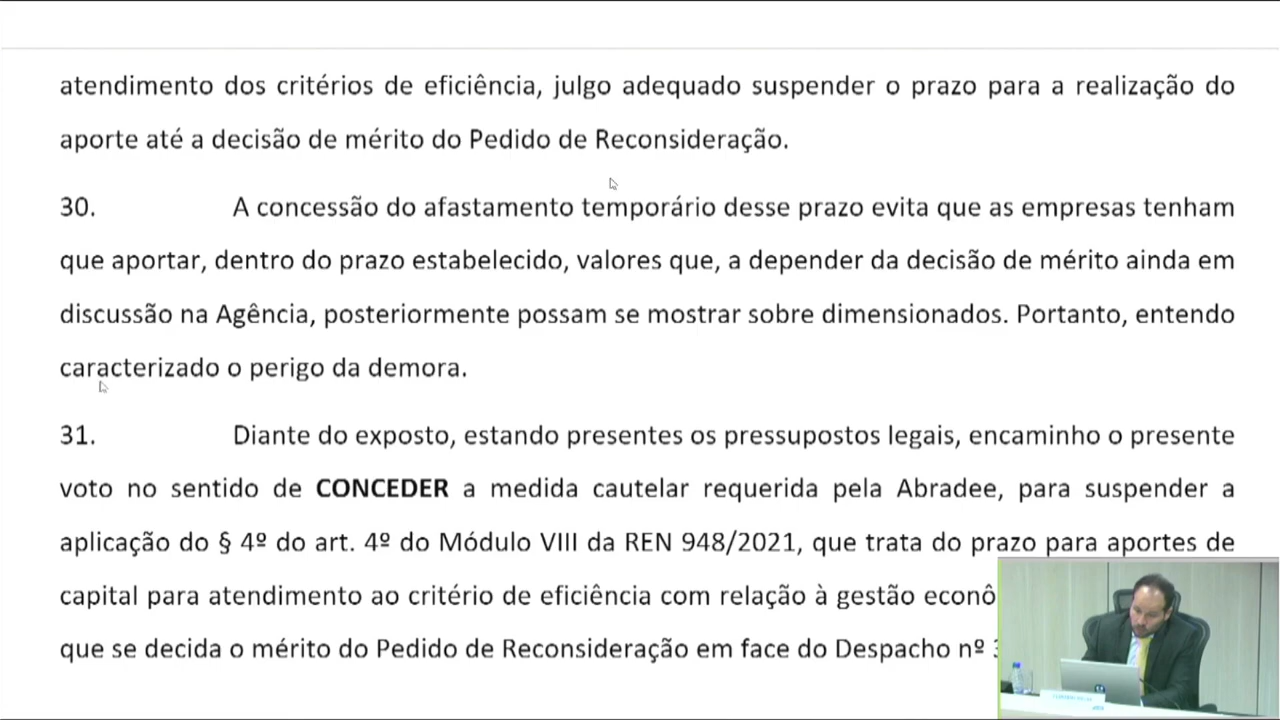 atendimento dos critérios de eficiência, julgo adequado suspender o prazo para a realização do
aporte até a decisão de mérito do Pedido de Reconsideração.
30. A concessão do afastamento temporário desse prazo evita que as empresas tenham
que aportar, dentro do prazo estabelecido, valores que, a depender da decisão de mérito ainda em
discussão na Agência, posteriormente possam se mostrar sobre dimensionados. Portanto, entendo
caracterizado o perigo da demora.
31. Diante do exposto, estando presentes os pressupostos legais, encaminho o presente
voto no sentido de CONCEDER a medida cautelar requerida pela Abradee, para suspender a
aplicação do § 4º do art. 4º do Módulo VIII da REN 948/2021, que trata do prazo para aportes de
capital para atendimento ao critério de eficiência com relação à gestão econô
que se decida o mérito do Pedido de Reconsideração em face do Despacho nº